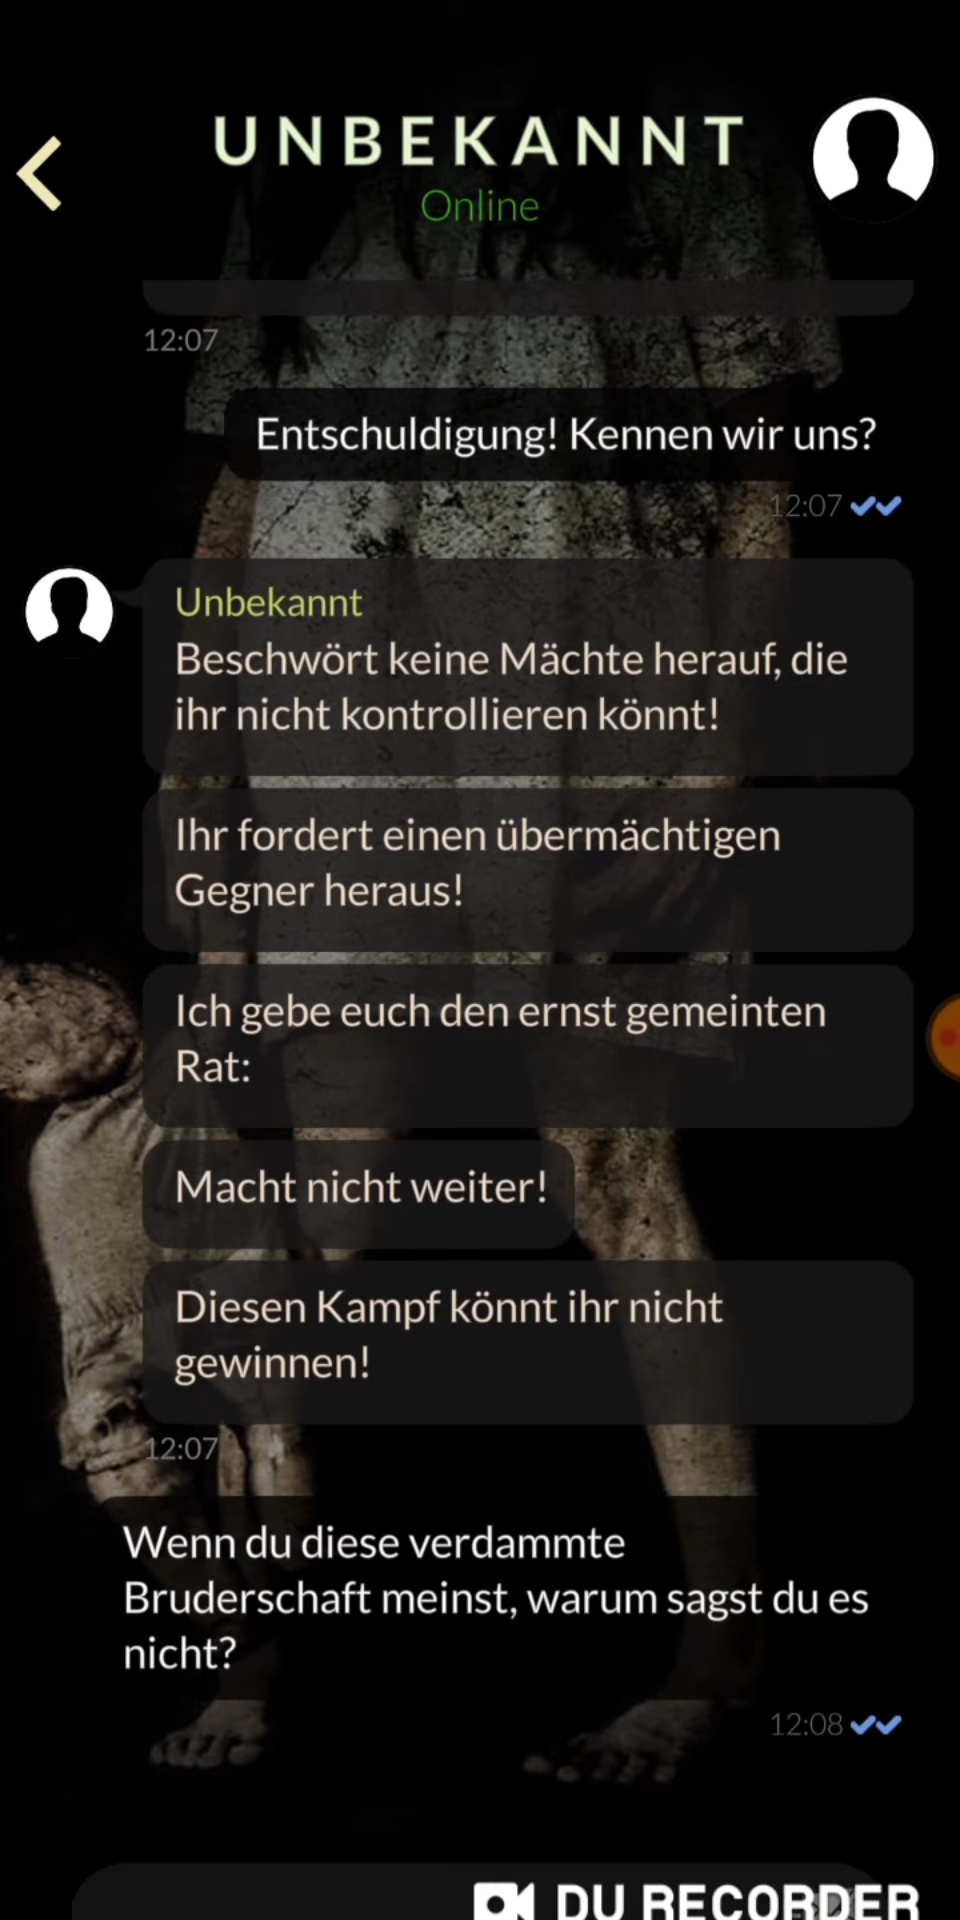 UNBEKANNT
Online
12:07
Entschuldigung! Kennen wir uns?
12:07
Unbekannt
Beschwört keine Mächte herauf, die
ihr nicht kontrollieren könnt!
Ihr fordert einen übermächtigen
Gegner heraus!
Ich gebe euch den ernst gemeinten
Rat:
Macht nicht weiter!
Diesen Kampf könnt ihr nicht
gewinnen!
12:07
Wenn du diese verdammte
Bruderschaft meinst, warum sagst du es
nicht?
12:08
DU RECORDER